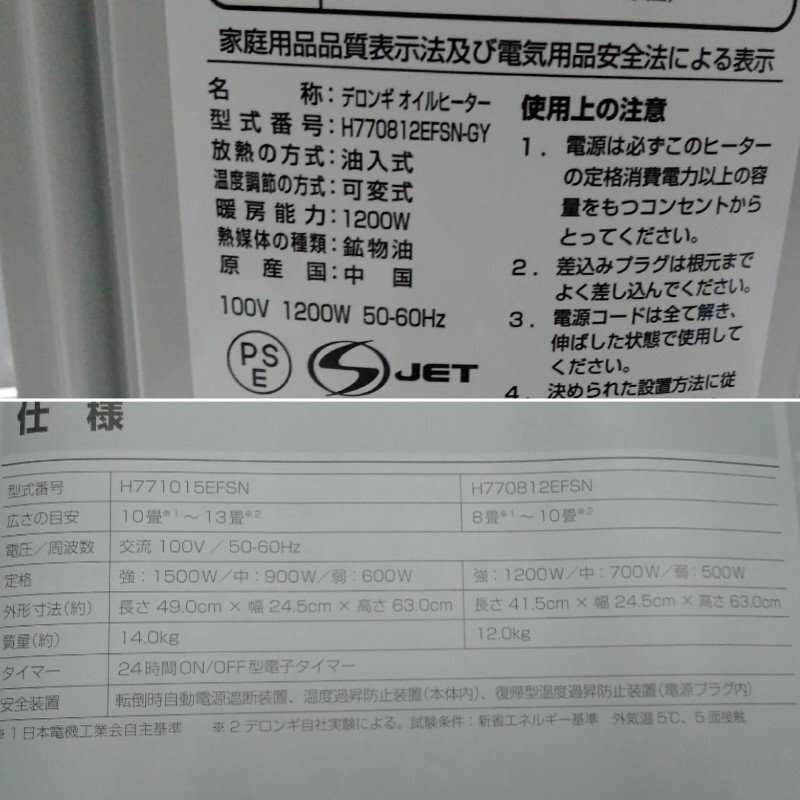 家庭用品品質表示法及び電気用品安全法による表示
名称：デロンギ オイルヒーター
型式番号：H770812EFSN-GY
放熱の方式：油入式
温度調節の方式：可変式
暖房能力：1200W
熱媒体の種類：鉱物油
原産国：中国
100V 1200W 50-60Hz
PS
E
JET
使用上の注意
1．電源は必ずこのヒーター
の定格消費電力以上の容
量をもつコンセントから
とってください。
2．差込みプラグは根元まで
よく差し込んでください。
3．電源コードは全て解き、
伸ばした状態で使用して
ください。
4．決められた設置方法に従
仕様
型式番号 H771015EFSN H770812EFSN
広さの目安 10畳※1～13畳※2 8畳※1～10畳※2
電圧／周波数 交流 100V／50-60Hz
定格 強：1500W／中：900W／弱：600W 強：1200W／中：700W／弱：500W
外形寸法(約) 長さ 49.0cm × 幅 24.5cm × 高さ 63.0cm 長さ 41.5cm × 幅 24.5cm × 高さ 63.0cm
質量(約) 14.0kg 12.0kg
タイマー 24時間ON/OFF型電子タイマー
安全装置 転倒時自動電源遮断装置、温度過昇防止装置(本体内)、復帰型温度過昇防止装置(電源プラグ内)
※1 日本電機工業会自主基準 ※2 デロンギ自社実験による。試験条件：新省エネルギー基準 外気温5℃、5面接触